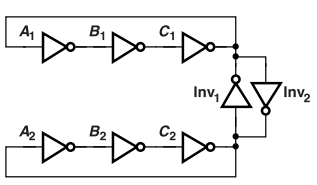 A₁ B₁ C₁
Inv₁ Inv₂
A₂ B₂ C₂